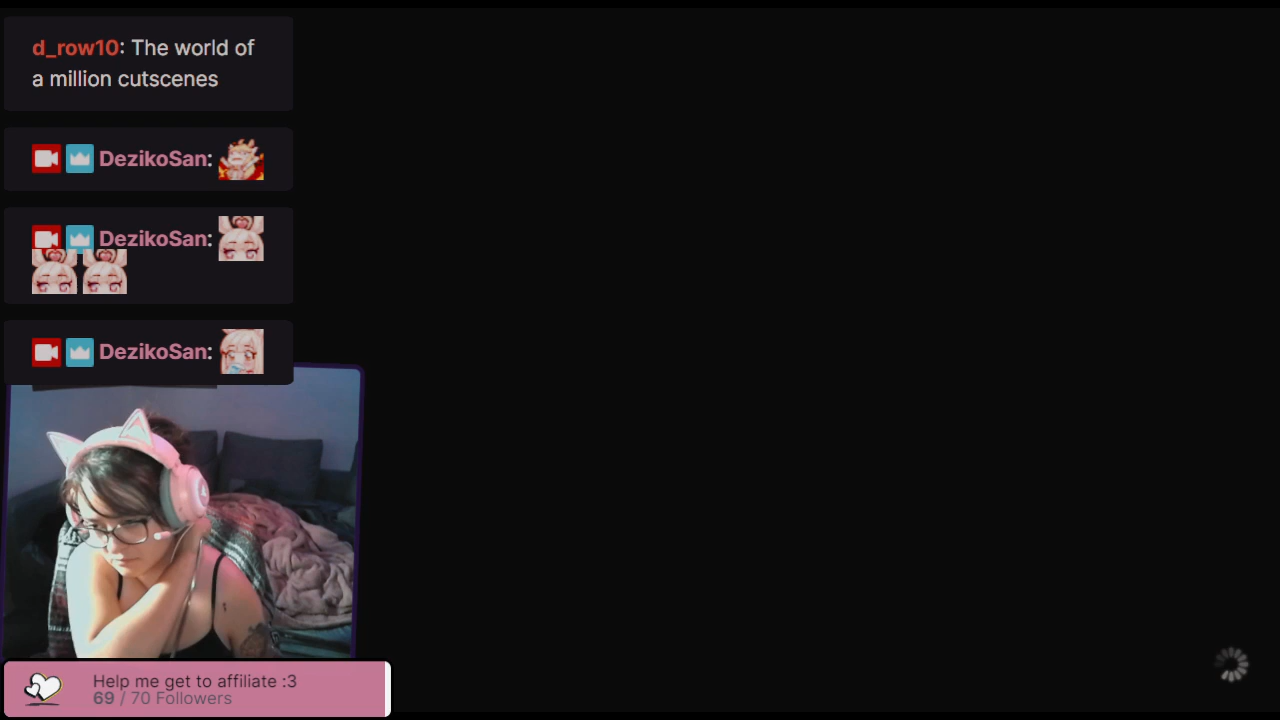 d_row10: The world of
a million cutscenes
DezikoSan:
DezikoSan:
DezikoSan:
Help me get to affiliate :3
69 / 70 Followers